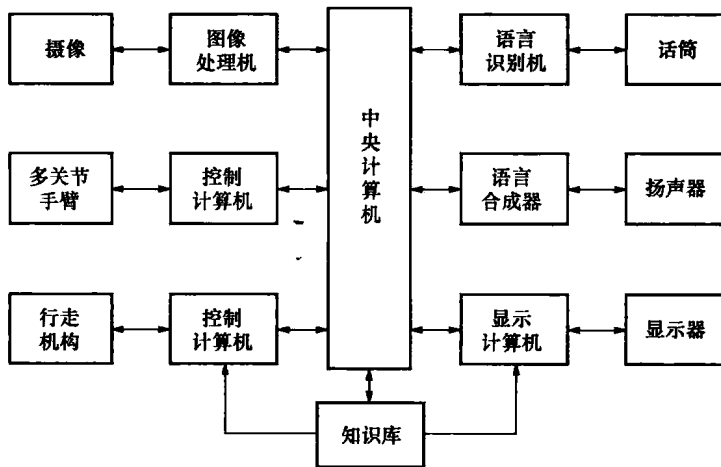 摄像
图像
处理机
中
央
计
算
机
语言
识别机
话筒
多关节
手臂
控制
计算机
语言
合成器
扬声器
行走
机构
控制
计算机
显示
计算机
显示器
知识库